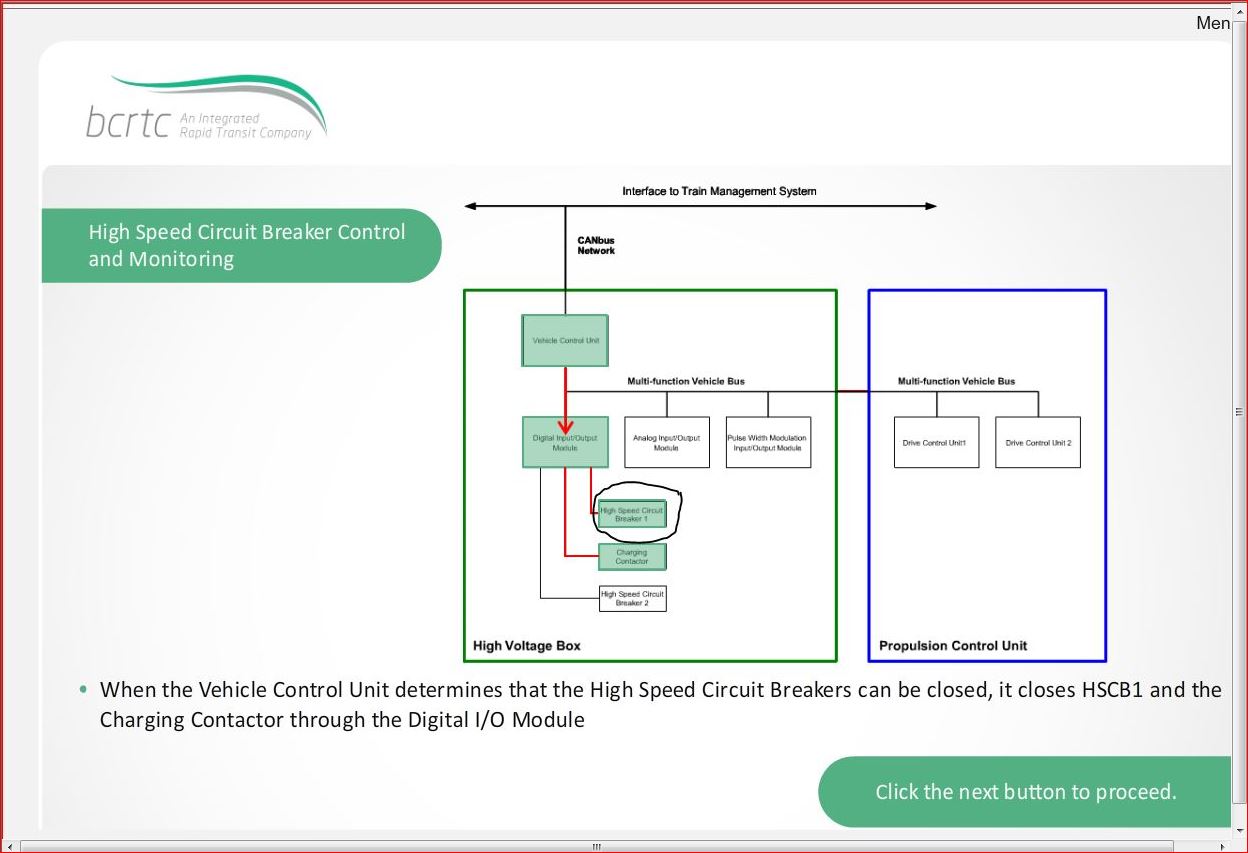 Men
bcrtc An Integrated
Rapid Transit Company
Interface to Train Management System
High Speed Circuit Breaker Control
and Monitoring
CANbus
Network
Vehicle Control Unit
Multi-function Vehicle Bus
Multi-function Vehicle Bus
Digital Input/Output
Module
Analog Input/Output
Module
Pulse Width Modulation
Input/Output Module
Drive Control Unit1
Drive Control Unit 2
High Speed Circuit
Breaker 1
Charging
Contactor
High Speed Circuit
Breaker 2
High Voltage Box
Propulsion Control Unit
• When the Vehicle Control Unit determines that the High Speed Circuit Breakers can be closed, it closes HSCB1 and the
Charging Contactor through the Digital I/O Module
Click the next button to proceed.